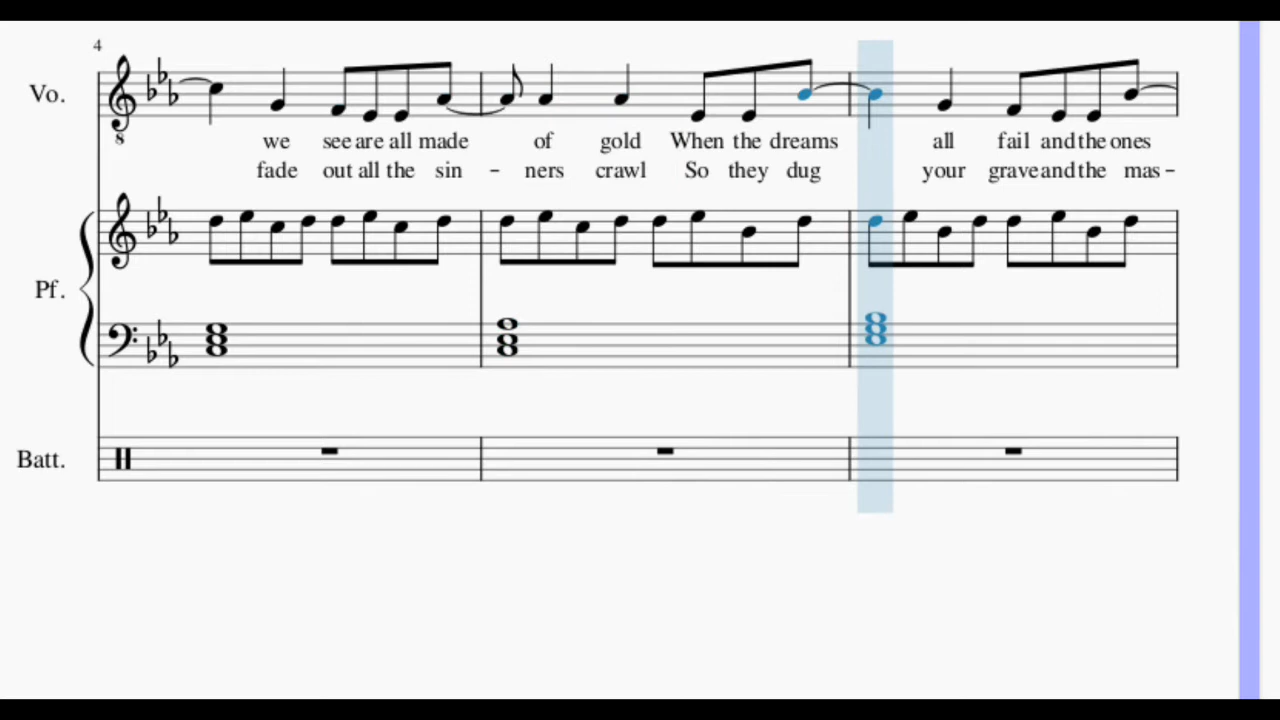 4
Vo.
8
we see are all made of gold When the dreams all fail and the ones
fade out all the sin – ners crawl So they dug your grave and the mas –
Pf.
Batt.